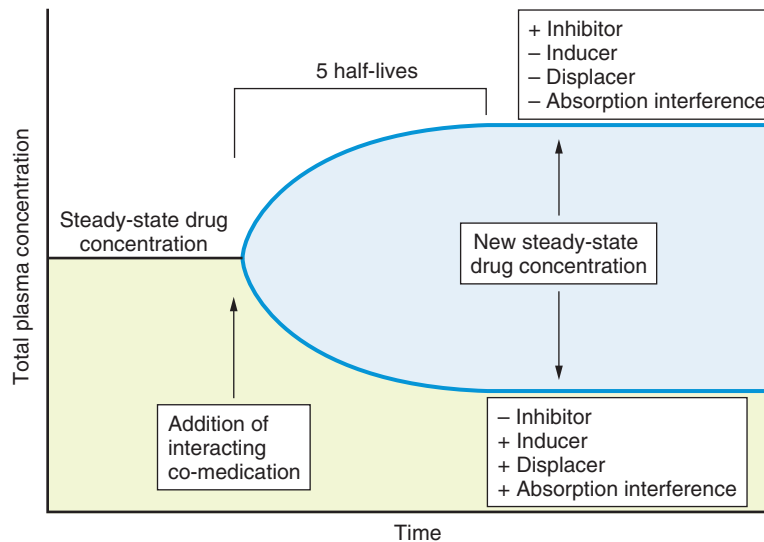 + Inhibitor
– Inducer
– Displacer
– Absorption interference
5 half-lives
Steady-state drug
concentration
New steady-state
drug concentration
Total plasma concentration
Addition of
interacting
co-medication
– Inhibitor
+ Inducer
+ Displacer
+ Absorption interference
Time